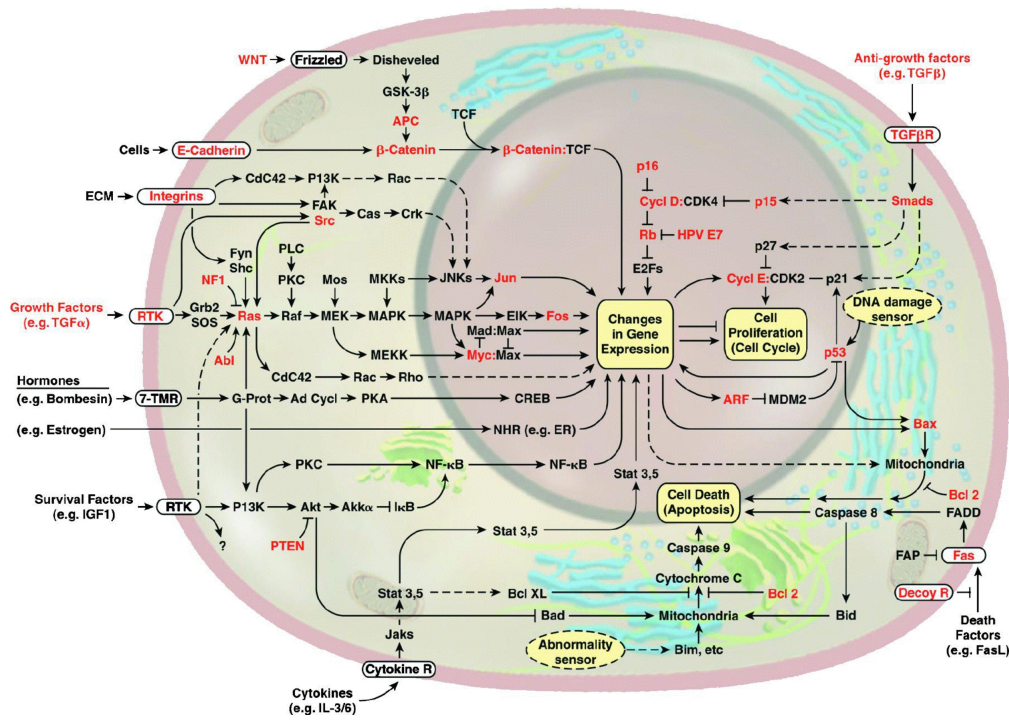 WNT
Frizzled
Disheveled
GSK-3β
APC
TCF
Cells
E-Cadherin
β-Catenin
β-Catenin:TCF
Anti-growth factors
(e.g. TGFβ)
TGFβR
p16
Cycl D:CDK4
p15
Smads
ECM
Integrins
CdC42
P13K
Rac
FAK
Src
Cas
Crk
Rb
HPV E7
E2Fs
p27
Cycl E:CDK2
p21
DNA damage
sensor
Fyn
Shc
PLC
NF1
PKC
Mos
MKKs
JNKs
Jun
Growth Factors
(e.g. TGFα)
RTK
Grb2
SOS
Ras
Raf
MEK
MAPK
MAPK
ElK
Fos
Mad:Max
Changes
in Gene
Expression
Cell
Proliferation
(Cell Cycle)
p53
Abl
MEKK
Myc:Max
CdC42
Rac
Rho
Hormones
(e.g. Bombesin)
7-TMR
G-Prot
Ad Cycl
PKA
CREB
ARF
MDM2
(e.g. Estrogen)
NHR (e.g. ER)
Bax
PKC
NF-κB
NF-κB
Stat 3,5
Mitochondria
Survival Factors
(e.g. IGF1)
RTK
P13K
Akt
Akkα
IκB
Cell Death
(Apoptosis)
Bcl 2
Caspase 8
FADD
?
PTEN
Stat 3,5
Caspase 9
FAP
Fas
Cytochrome C
Stat 3,5
Bcl XL
Bcl 2
Decoy R
Bad
Mitochondria
Bid
Death
Factors
(e.g. FasL)
Jaks
Abnormality
sensor
Bim, etc
Cytokine R
Cytokines
(e.g. IL-3/6)